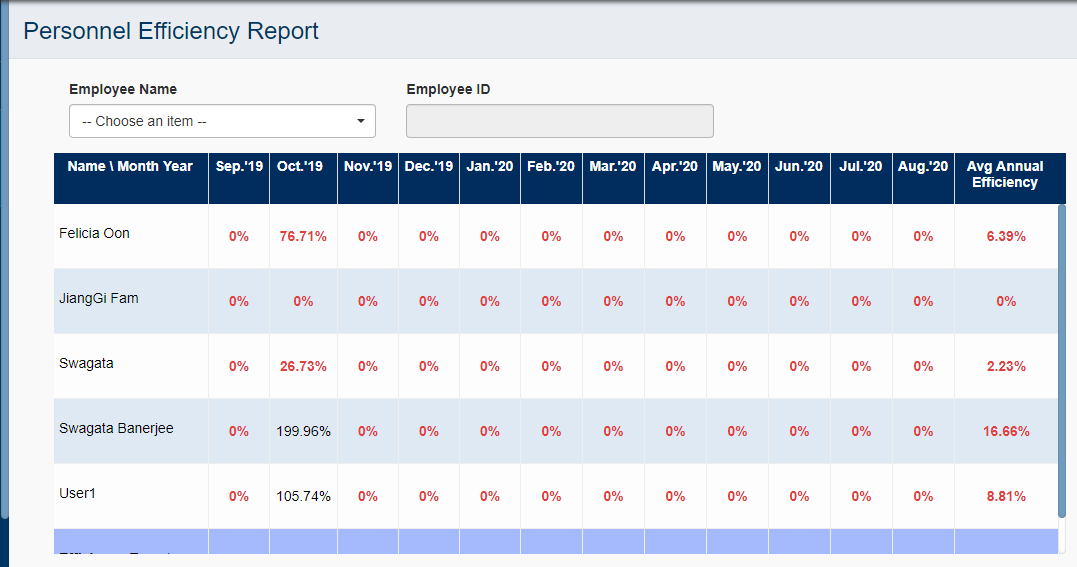 Personnel Efficiency Report
Employee Name Employee ID
-- Choose an item --
Name \ Month Year Sep.'19 Oct.'19 Nov.'19 Dec.'19 Jan.'20 Feb.'20 Mar.'20 Apr.'20 May.'20 Jun.'20 Jul.'20 Aug.'20 Avg Annual
Efficiency
Felicia Oon 0% 76.71% 0% 0% 0% 0% 0% 0% 0% 0% 0% 0% 6.39%
JiangGi Fam 0% 0% 0% 0% 0% 0% 0% 0% 0% 0% 0% 0% 0%
Swagata 0% 26.73% 0% 0% 0% 0% 0% 0% 0% 0% 0% 0% 2.23%
Swagata Banerjee 0% 199.96% 0% 0% 0% 0% 0% 0% 0% 0% 0% 0% 16.66%
User1 0% 105.74% 0% 0% 0% 0% 0% 0% 0% 0% 0% 0% 8.81%